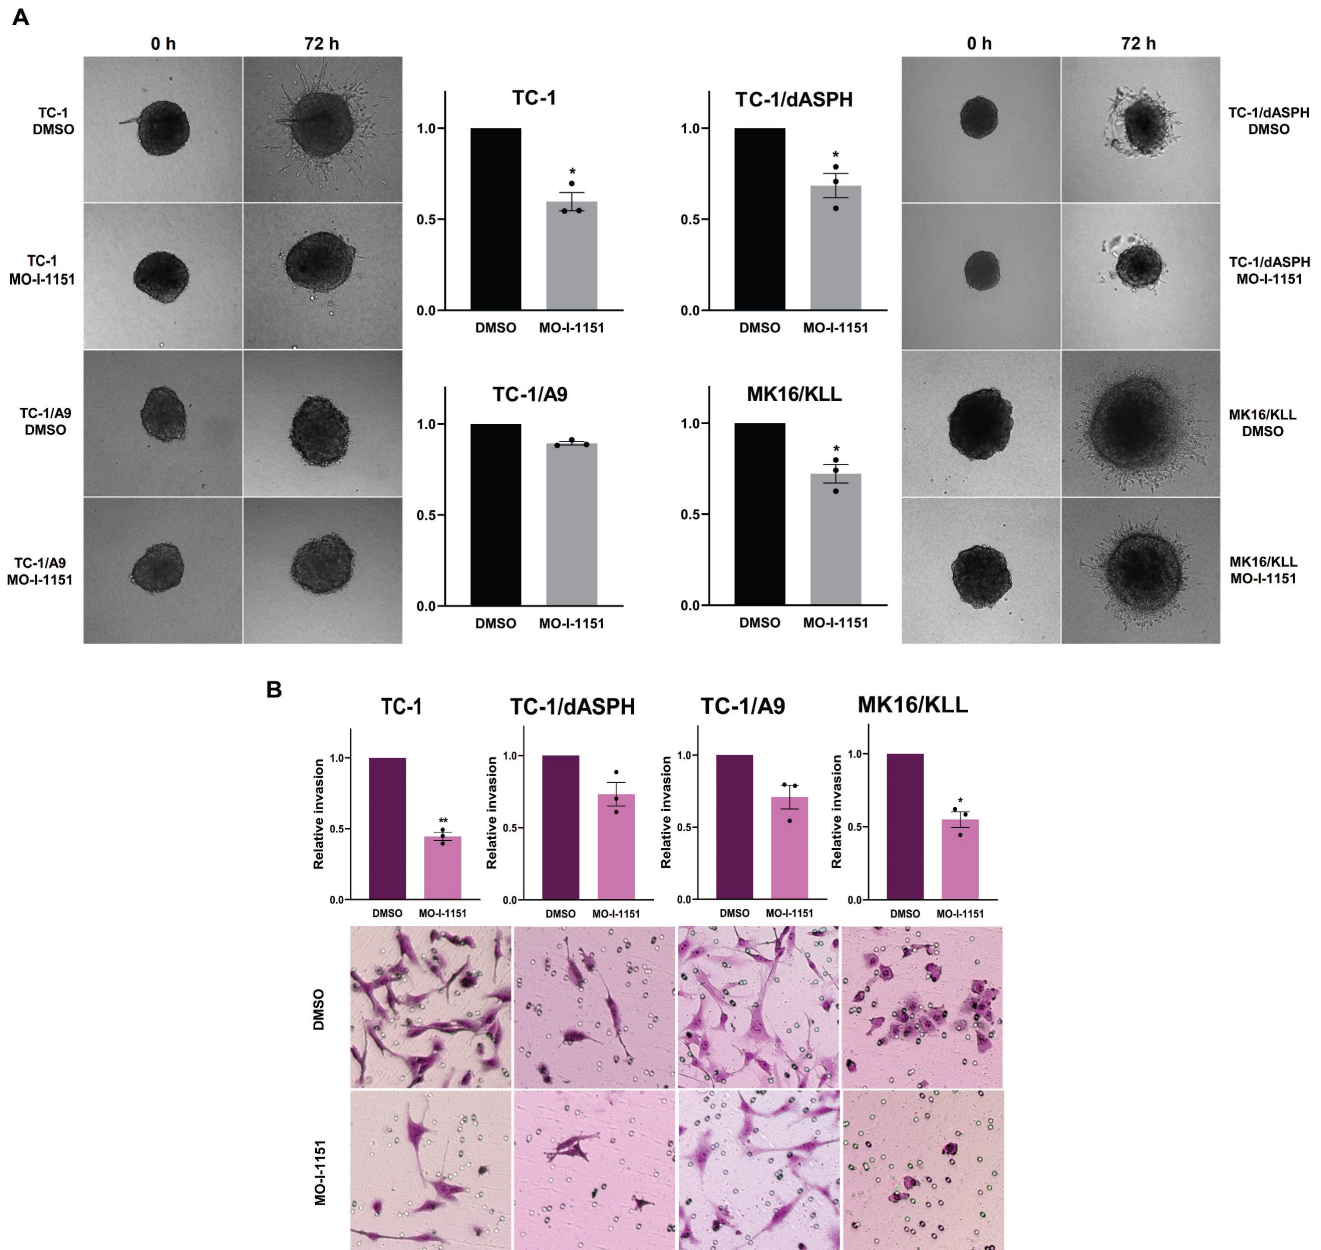 A
0 h 72 h
0 h 72 h
TC-1
DMSO
TC-1
MO-I-1151
TC-1/A9
DMSO
TC-1/A9
MO-I-1151
TC-1
1.0
0.5
0.0
*
DMSO MO-I-1151
TC-1/dASPH
1.0
0.5
0.0
*
DMSO MO-I-1151
TC-1/A9
1.0
0.5
0.0
DMSO MO-I-1151
MK16/KLL
1.0
0.5
0.0
*
DMSO MO-I-1151
TC-1/dASPH
DMSO
TC-1/dASPH
MO-I-1151
MK16/KLL
DMSO
MK16/KLL
MO-I-1151
B
TC-1
Relative invasion
1.0
0.5
0.0
**
DMSO MO-I-1151
TC-1/dASPH
Relative invasion
1.0
0.5
0.0
DMSO MO-I-1151
TC-1/A9
Relative invasion
1.0
0.5
0.0
DMSO MO-I-1151
MK16/KLL
Relative invasion
1.0
0.5
0.0
*
DMSO MO-I-1151
DMSO
MO-I-1151